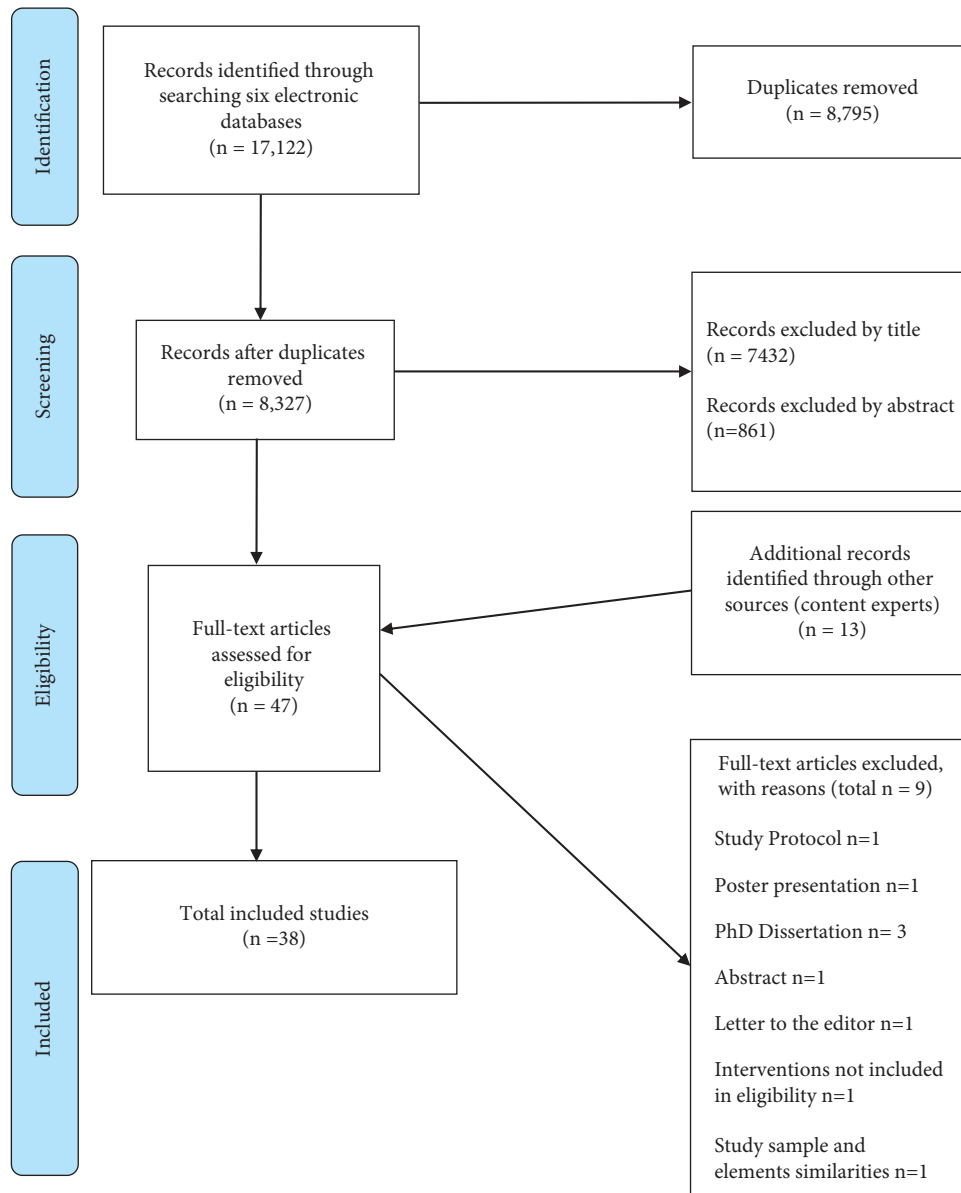 Identification
Records identified through
searching six electronic
databases
(n = 17,122)
Duplicates removed
(n = 8,795)
Screening
Records after duplicates
removed
(n = 8,327)
Records excluded by title
(n = 7432)
Records excluded by abstract
(n=861)
Eligibility
Full-text articles
assessed for
eligibility
(n = 47)
Additional records
identified through other
sources (content experts)
(n = 13)
Full-text articles excluded,
with reasons (total n = 9)
Study Protocol n=1
Poster presentation n=1
PhD Dissertation n= 3
Abstract n=1
Letter to the editor n=1
Interventions not included
in eligibility n=1
Study sample and
elements similarities n=1
Included
Total included studies
(n =38)